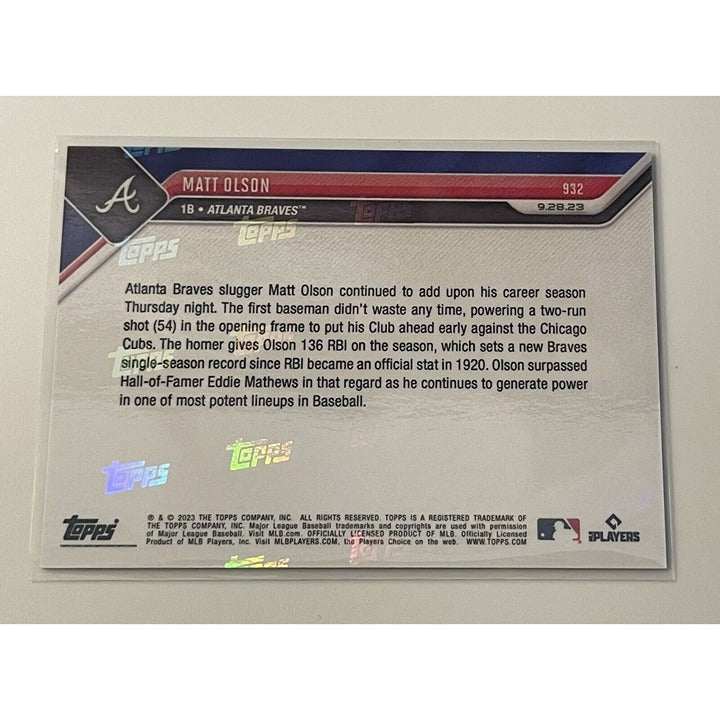 A
MATT OLSON
932
1B • ATLANTA BRAVES™
9.28.23
TOPPS
TOPPS
Atlanta Braves slugger Matt Olson continued to add upon his career season
Thursday night. The first baseman didn't waste any time, powering a two-run
shot (54) in the opening frame to put his Club ahead early against the Chicago
Cubs. The homer gives Olson 136 RBI on the season, which sets a new Braves
single-season record since RBI became an official stat in 1920. Olson surpassed
Hall-of-Famer Eddie Mathews in that regard as he continues to generate power
in one of most potent lineups in Baseball.
TOPPS
TOPPS
TOPPS
® & © 2023 THE TOPPS COMPANY, INC. ALL RIGHTS RESERVED. TOPPS IS A REGISTERED TRADEMARK OF
THE TOPPS COMPANY, INC. Major League Baseball trademarks and copyrights are used with permission
of Major League Baseball. Visit MLB.com. OFFICIALLY LICENSED PRODUCT OF MLB. Officially Licensed
Product of MLB Players, Inc. Visit MLBPLAYERS.COM, the Players Choice on the web. WWW.TOPPS.COM
PLAYERS